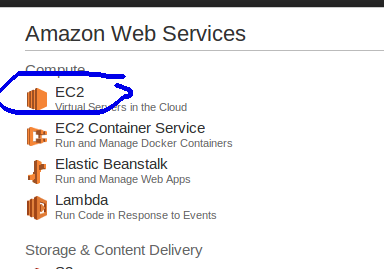 Amazon Web Services
Compute
EC2
Virtual Servers in the Cloud
EC2 Container Service
Run and Manage Docker Containers
Elastic Beanstalk
Run and Manage Web Apps
Lambda
Run Code in Response to Events
Storage & Content Delivery